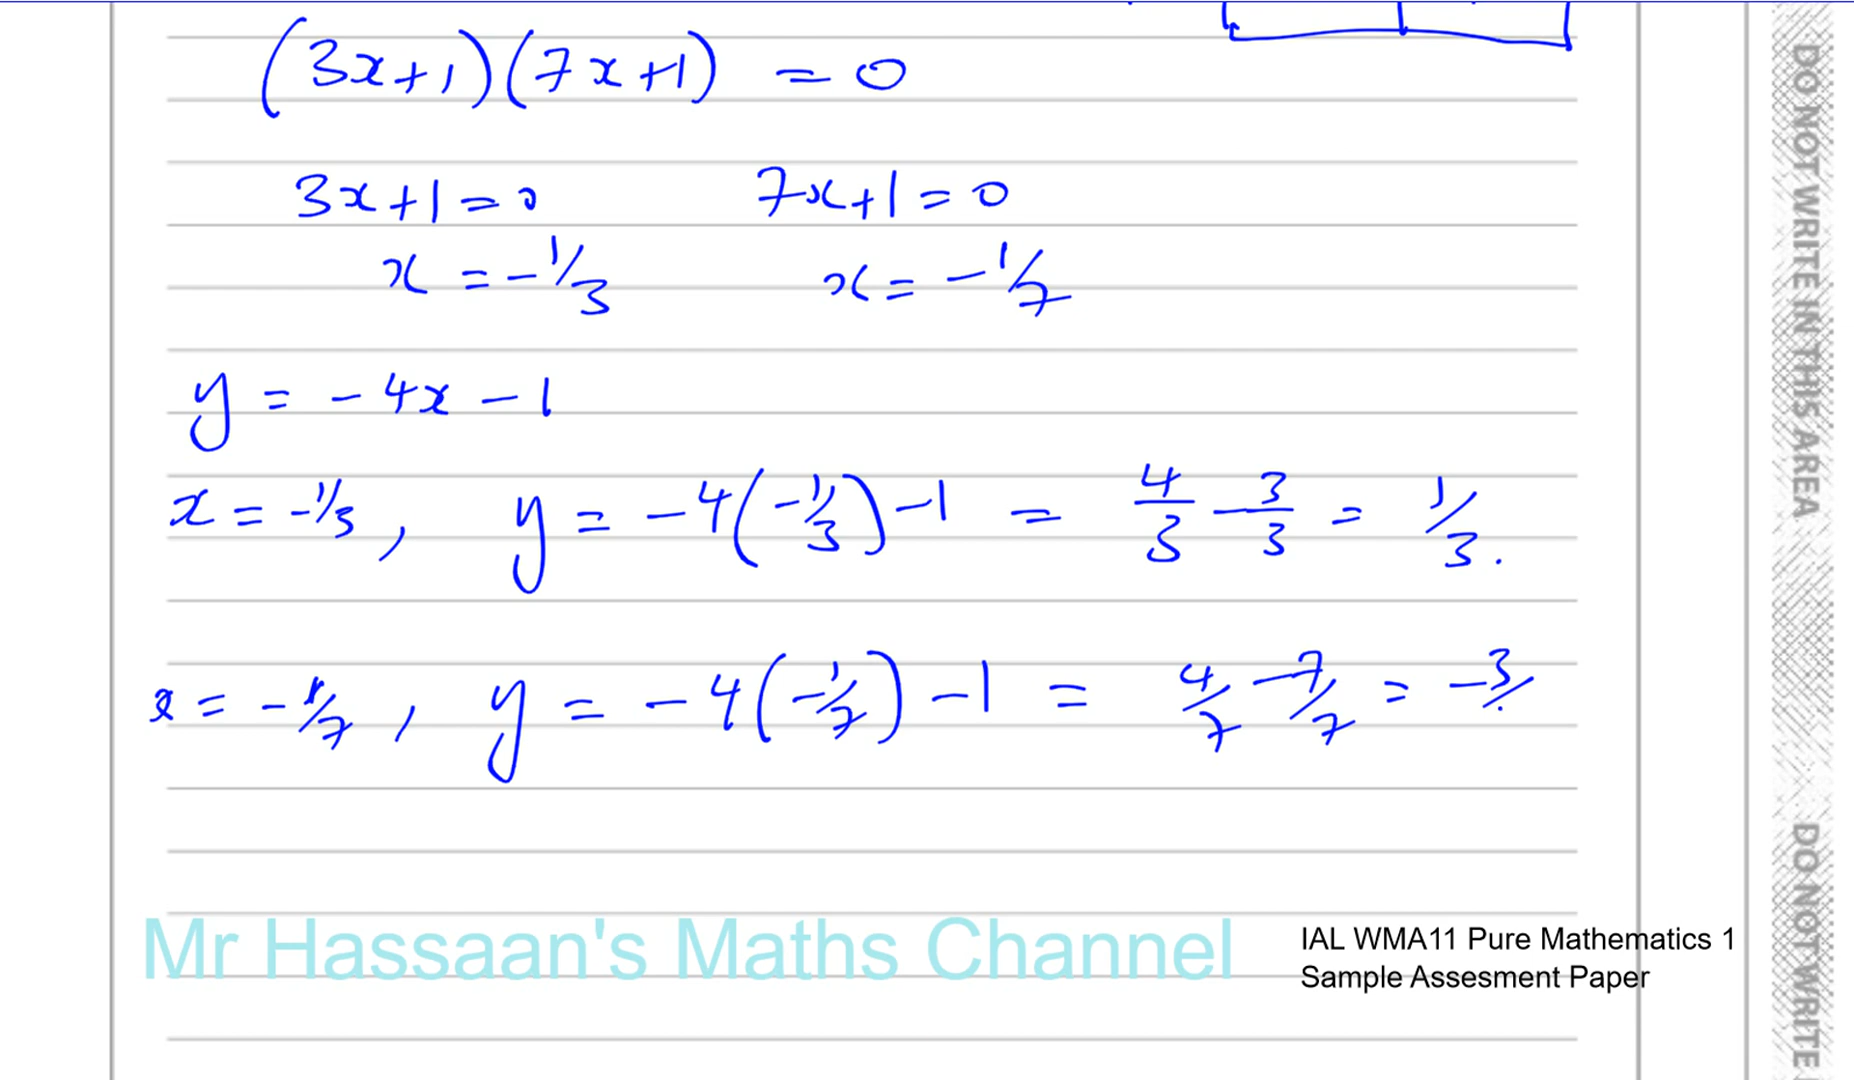 (3x+1)(7x+1) = 0
3x+1=0 7x+1=0
x = -1/3 x = -1/7
y = -4x - 1
x = -1/3, y = -4(-1/3) -1 = 4/3 - 3/3 = 1/3.
x = -1/7, y = -4(-1/7) -1 = 4/7 - 7/7 = -3/
Mr Hassaan's Maths Channel
IAL WMA11 Pure Mathematics 1
Sample Assesment Paper
DO NOT WRITE IN THIS AREA
DO NOT WRITE